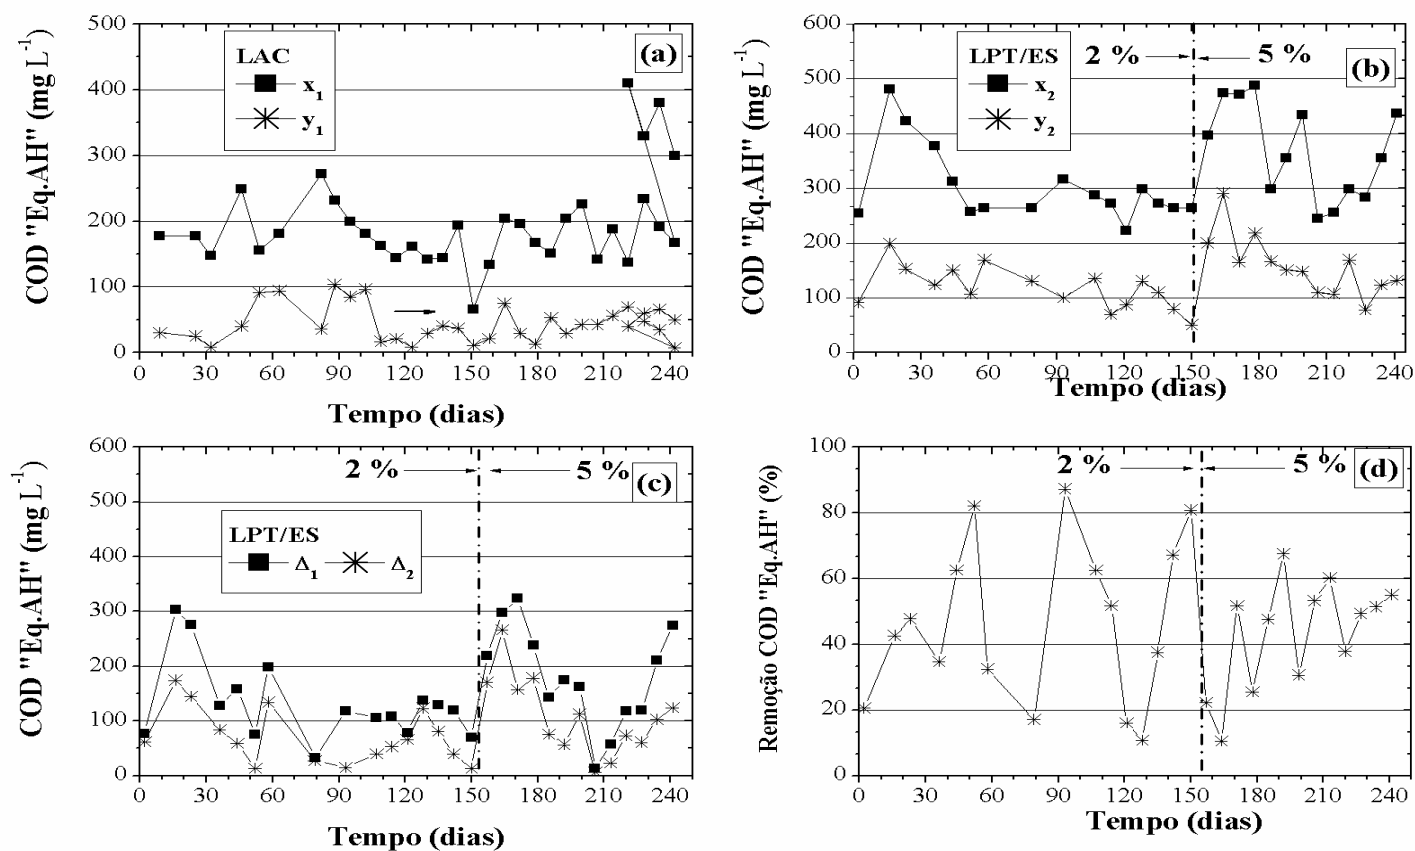 500
400
300
200
100
0
COD "Eq.AH" (mg L⁻¹)
LAC
x₁
y₁
(a)
0 30 60 90 120 150 180 210 240
Tempo (dias)
600
500
400
300
200
100
0
COD "Eq.AH" (mg L⁻¹)
LPT/ES
x₂
y₂
2 % 5 %
(b)
0 30 60 90 120 150 180 210 240
Tempo (dias)
600
500
400
300
200
100
0
COD "Eq.AH" (mg L⁻¹)
2 % 5 %
(c)
LPT/ES
Δ₁ Δ₂
0 30 60 90 120 150 180 210 240
Tempo (dias)
100
80
60
40
20
0
Remoção COD "Eq.AH" (%)
2 % 5 %
(d)
0 30 60 90 120 150 180 210 240
Tempo (dias)